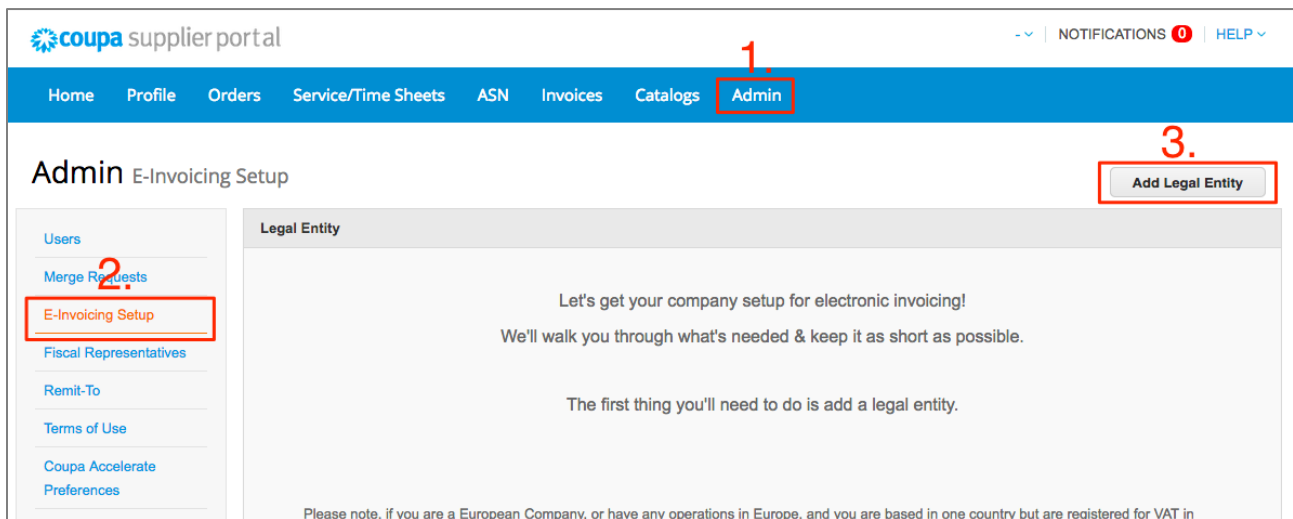 coupa supplier portal
- NOTIFICATIONS 0 HELP
1.
Home Profile Orders Service/Time Sheets ASN Invoices Catalogs Admin
3.
Admin E-Invoicing Setup
Add Legal Entity
Legal Entity
Users
Merge Requests
2.
E-Invoicing Setup
Fiscal Representatives
Remit-To
Terms of Use
Coupa Accelerate
Preferences
Let's get your company setup for electronic invoicing!
We'll walk you through what's needed & keep it as short as possible.
The first thing you'll need to do is add a legal entity.
Please note, if you are a European Company, or have any operations in Europe, and you are based in one country but are registered for VAT in